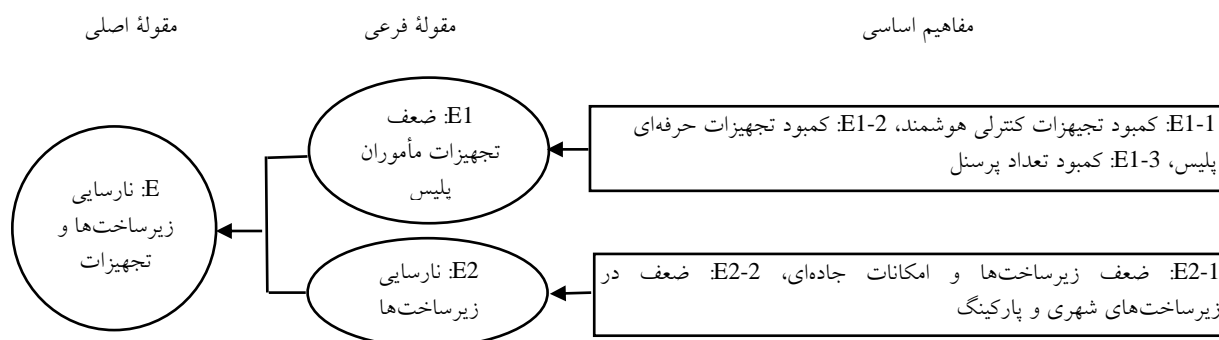 مفاهیم اساسی
مقولهٔ فرعی
مقولهٔ اصلی
E1-1: کمبود تجیهزات کنترلی هوشمند، E1-2: کمبود تجهیزات حرفه‌ای
پلیس، E1-3: کمبود تعداد پرسنل
E1: ضعف
تجهیزات مأموران
پلیس
E: نارسایی
زیرساخت‌ها و
تجهیزات
E2-1: ضعف زیرساخت‌ها و امکانات جاده‌ای، E2-2: ضعف در
زیرساخت‌های شهری و پارکینگ
E2: نارسایی
زیرساخت‌ها